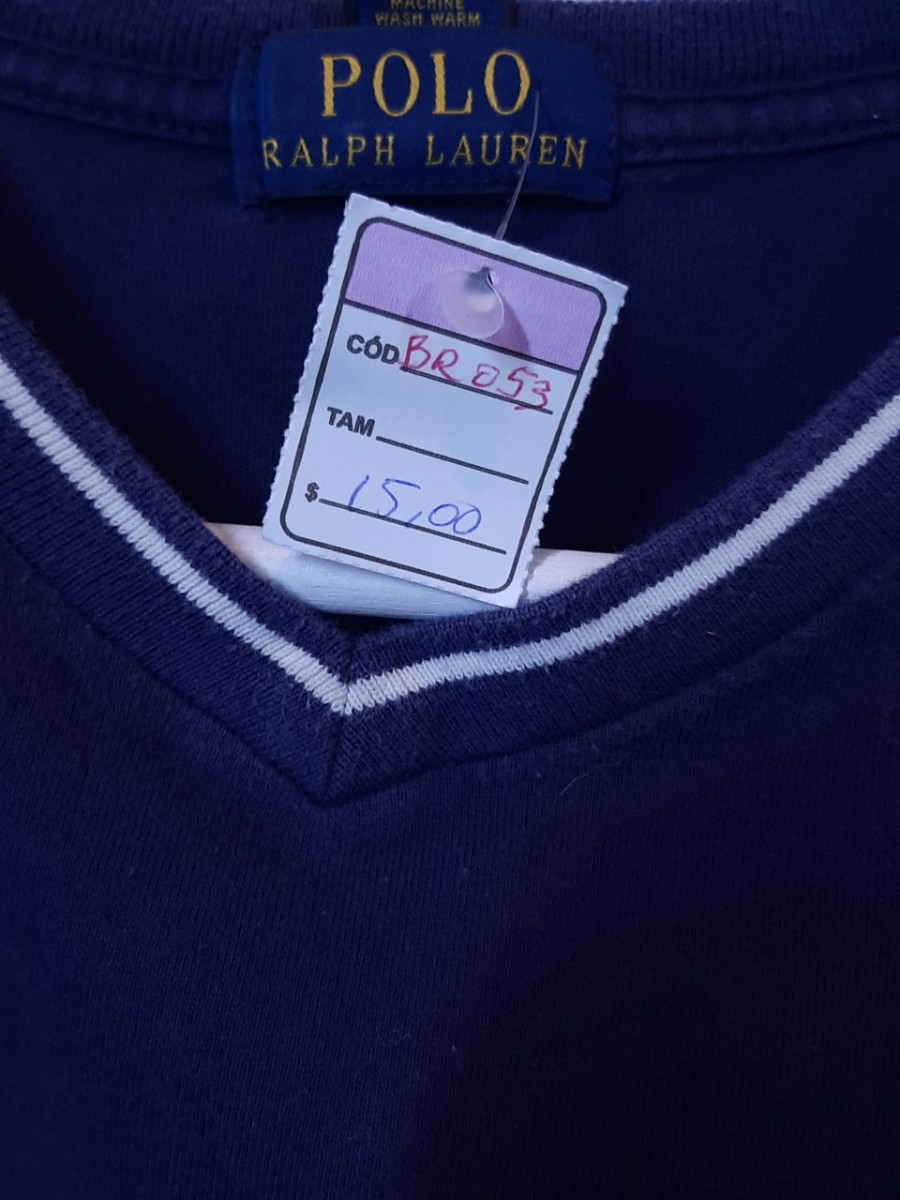 MACHINE
WASH WARM
POLO
RALPH LAUREN
CÓD BR 053
TAM
$ 15,00